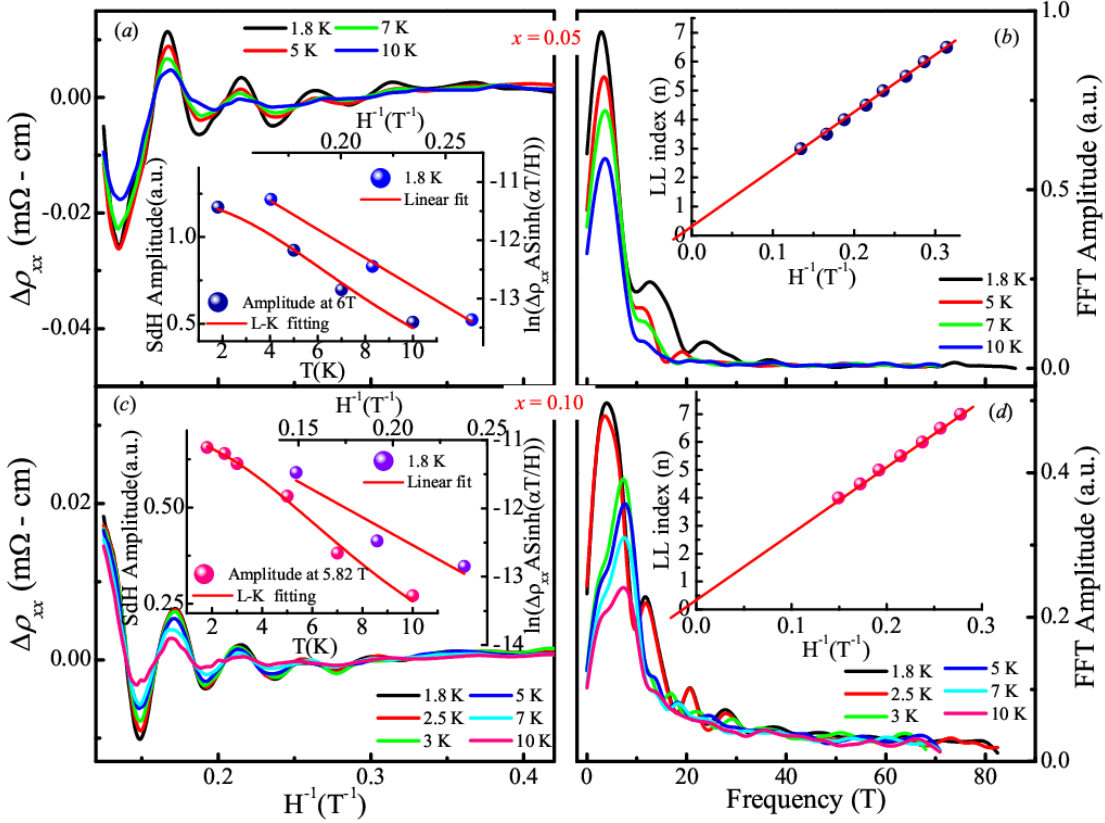 (a)
1.8 K
7 K
5 K
10 K
x = 0.05
0.00
-0.02
-0.04
Δρxx (mΩ - cm)
H-1(T-1)
0.20
0.25
1.8 K
Linear fit
Amplitude at 6T
L-K fitting
SdH Amplitude(a.u.)
1.0
0.5
2
4
6
8
10
T(K)
-11
-12
-13
ln(Δρxx ASinh(αT/H))
(b)
LL index (n)
7
6
5
4
3
2
1
0
0.0
0.1
0.2
0.3
H-1(T-1)
1.8 K
5 K
7 K
10 K
1.0
0.5
0.0
FFT Amplitude (a.u.)
(c)
x = 0.10
H-1(T-1)
0.15
0.20
0.25
1.8 K
Linear fit
Amplitude at 5.82 T
L-K fitting
SdH Amplitude(a.u.)
0.50
0.25
2
4
6
8
10
T(K)
-11
-12
-13
-14
ln(Δρxx ASinh(αT/H))
0.02
0.00
Δρxx (mΩ - cm)
1.8 K
5 K
2.5 K
7 K
3 K
10 K
0.2
0.3
0.4
H-1(T-1)
(d)
LL index (n)
7
6
5
4
3
2
1
0
0.0
0.1
0.2
0.3
H-1(T-1)
1.8 K
5 K
2.5 K
7 K
3 K
10 K
0.4
0.2
0.0
FFT Amplitude (a.u.)
0
20
40
60
80
Frequency (T)